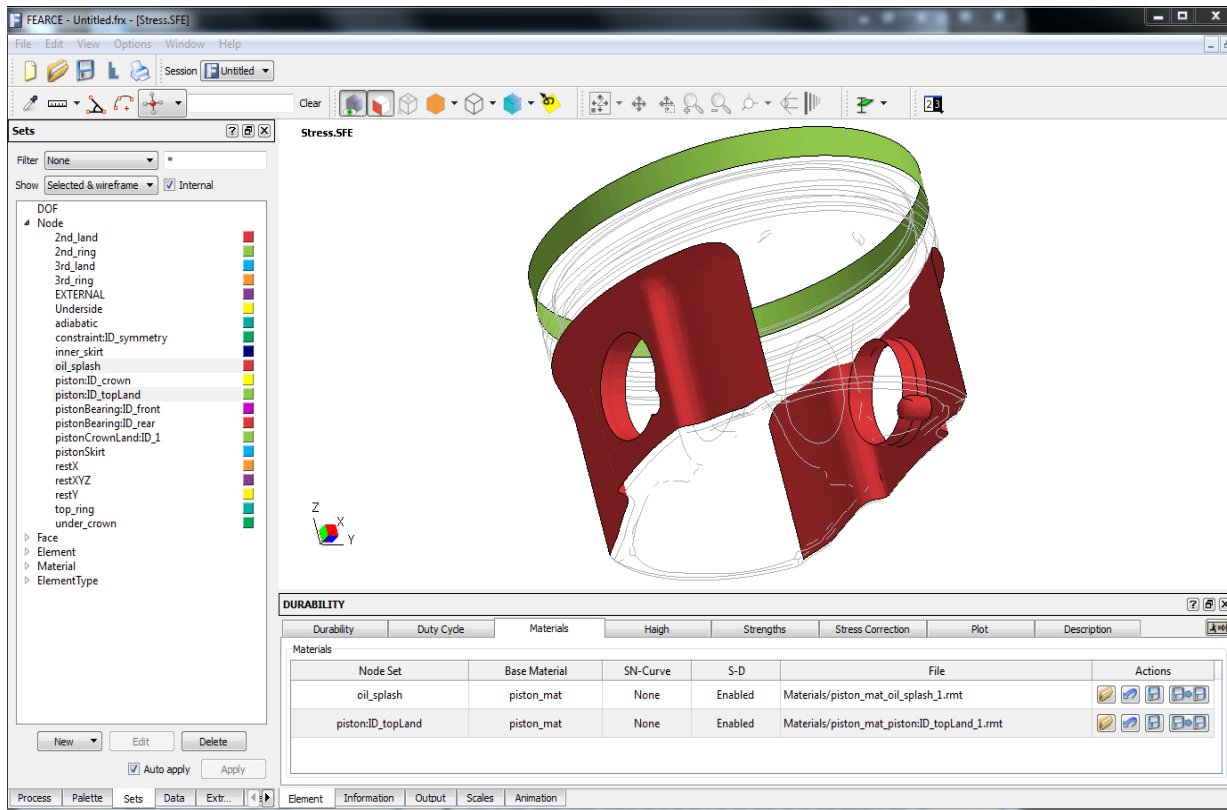 FEARCE - Untitled.frx - [Stress.SFE]
File Edit View Options Window Help
Session Untitled
Clear
Sets
Stress.SFE
Filter None *
Show Selected & wireframe Internal
DOF
Node
2nd_land
2nd_ring
3rd_land
3rd_ring
EXTERNAL
Underside
adiabatic
constraint:ID_symmetry
inner_skirt
oil_splash
piston:ID_crown
piston:ID_topLand
pistonBearing:ID_front
pistonBearing:ID_rear
pistonCrownLand:ID_1
pistonSkirt
restX
restXYZ
restY
top_ring
under_crown
Face
Element
Material
ElementType
New Edit Delete
Auto apply Apply
Process Palette Sets Data Extr...
Z
X
Y
DURABILITY
Durability Duty Cycle Materials Haigh Strengths Stress Correction Plot Description
Materials
Node Set Base Material SN-Curve S-D File Actions
oil_splash piston_mat None Enabled Materials/piston_mat_oil_splash_1.rmt
piston:ID_topLand piston_mat None Enabled Materials/piston_mat_piston:ID_topLand_1.rmt
Element Information Output Scales Animation